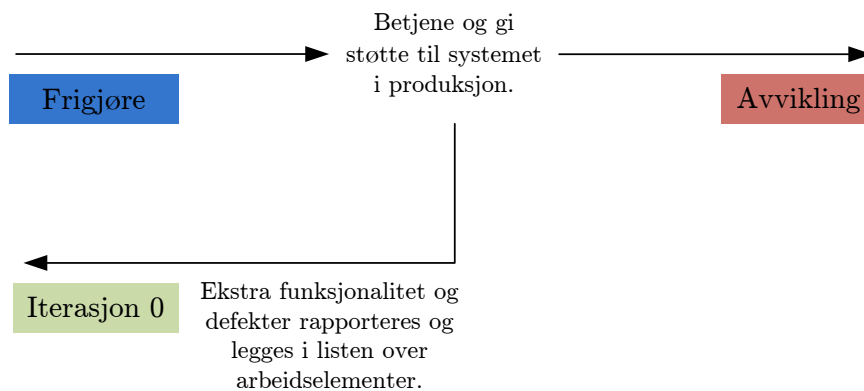 Betjene og gi
støtte til systemet
i produksjon.
Frigjøre
Avvikling
Iterasjon 0
Ekstra funksjonalitet og
defekter rapporteres og
legges i listen over
arbeidselementer.